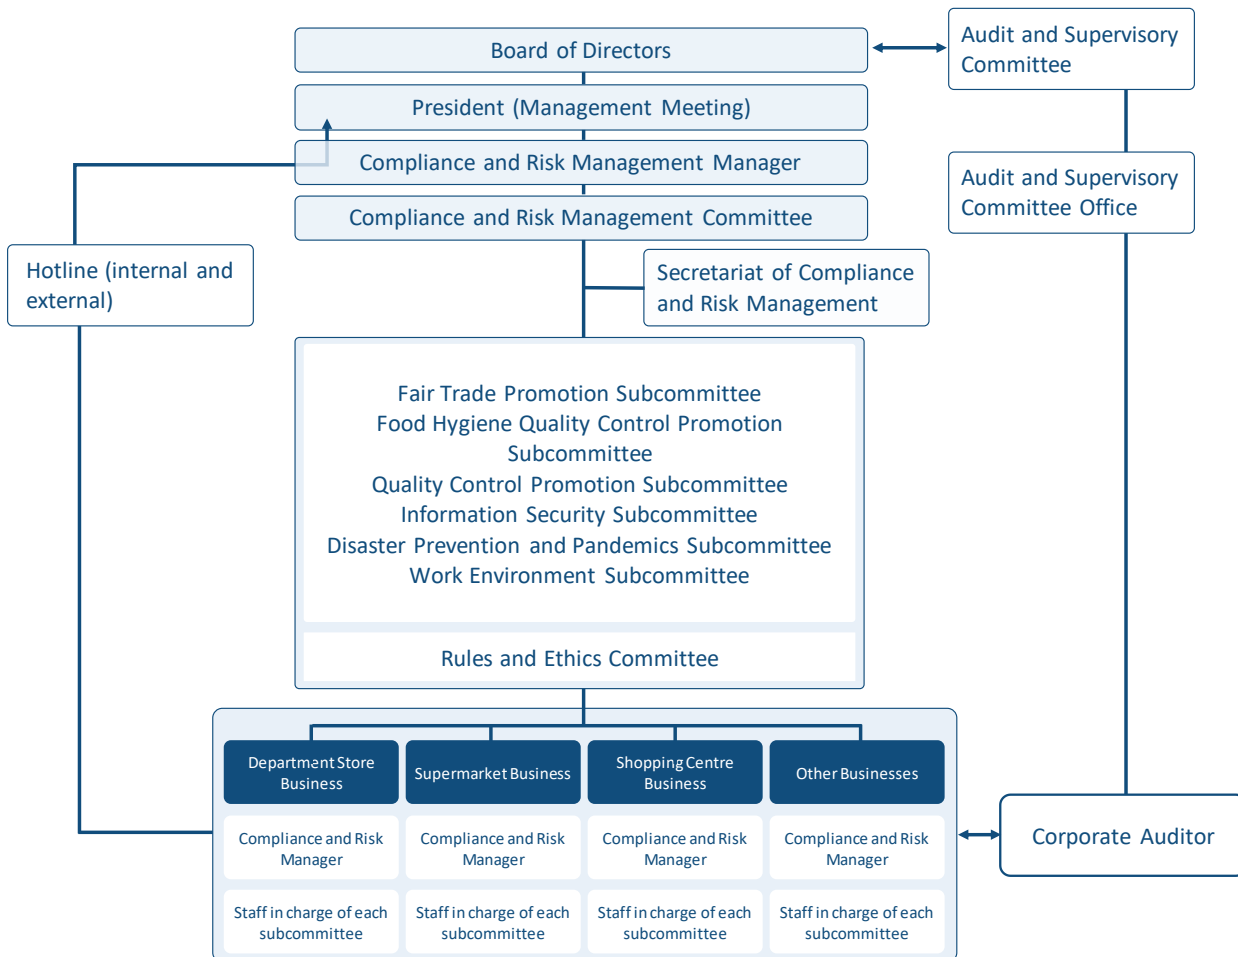 Board of Directors
Audit and Supervisory
Committee
President (Management Meeting)
Compliance and Risk Management Manager
Audit and Supervisory
Committee Office
Compliance and Risk Management Committee
Hotline (internal and
external)
Secretariat of Compliance
and Risk Management
Fair Trade Promotion Subcommittee
Food Hygiene Quality Control Promotion
Subcommittee
Quality Control Promotion Subcommittee
Information Security Subcommittee
Disaster Prevention and Pandemics Subcommittee
Work Environment Subcommittee
Rules and Ethics Committee
Department Store
Business
Supermarket Business
Shopping Centre
Business
Other Businesses
Compliance and Risk
Manager
Compliance and Risk
Manager
Compliance and Risk
Manager
Compliance and Risk
Manager
Corporate Auditor
Staff in charge of each
subcommittee
Staff in charge of each
subcommittee
Staff in charge of each
subcommittee
Staff in charge of each
subcommittee